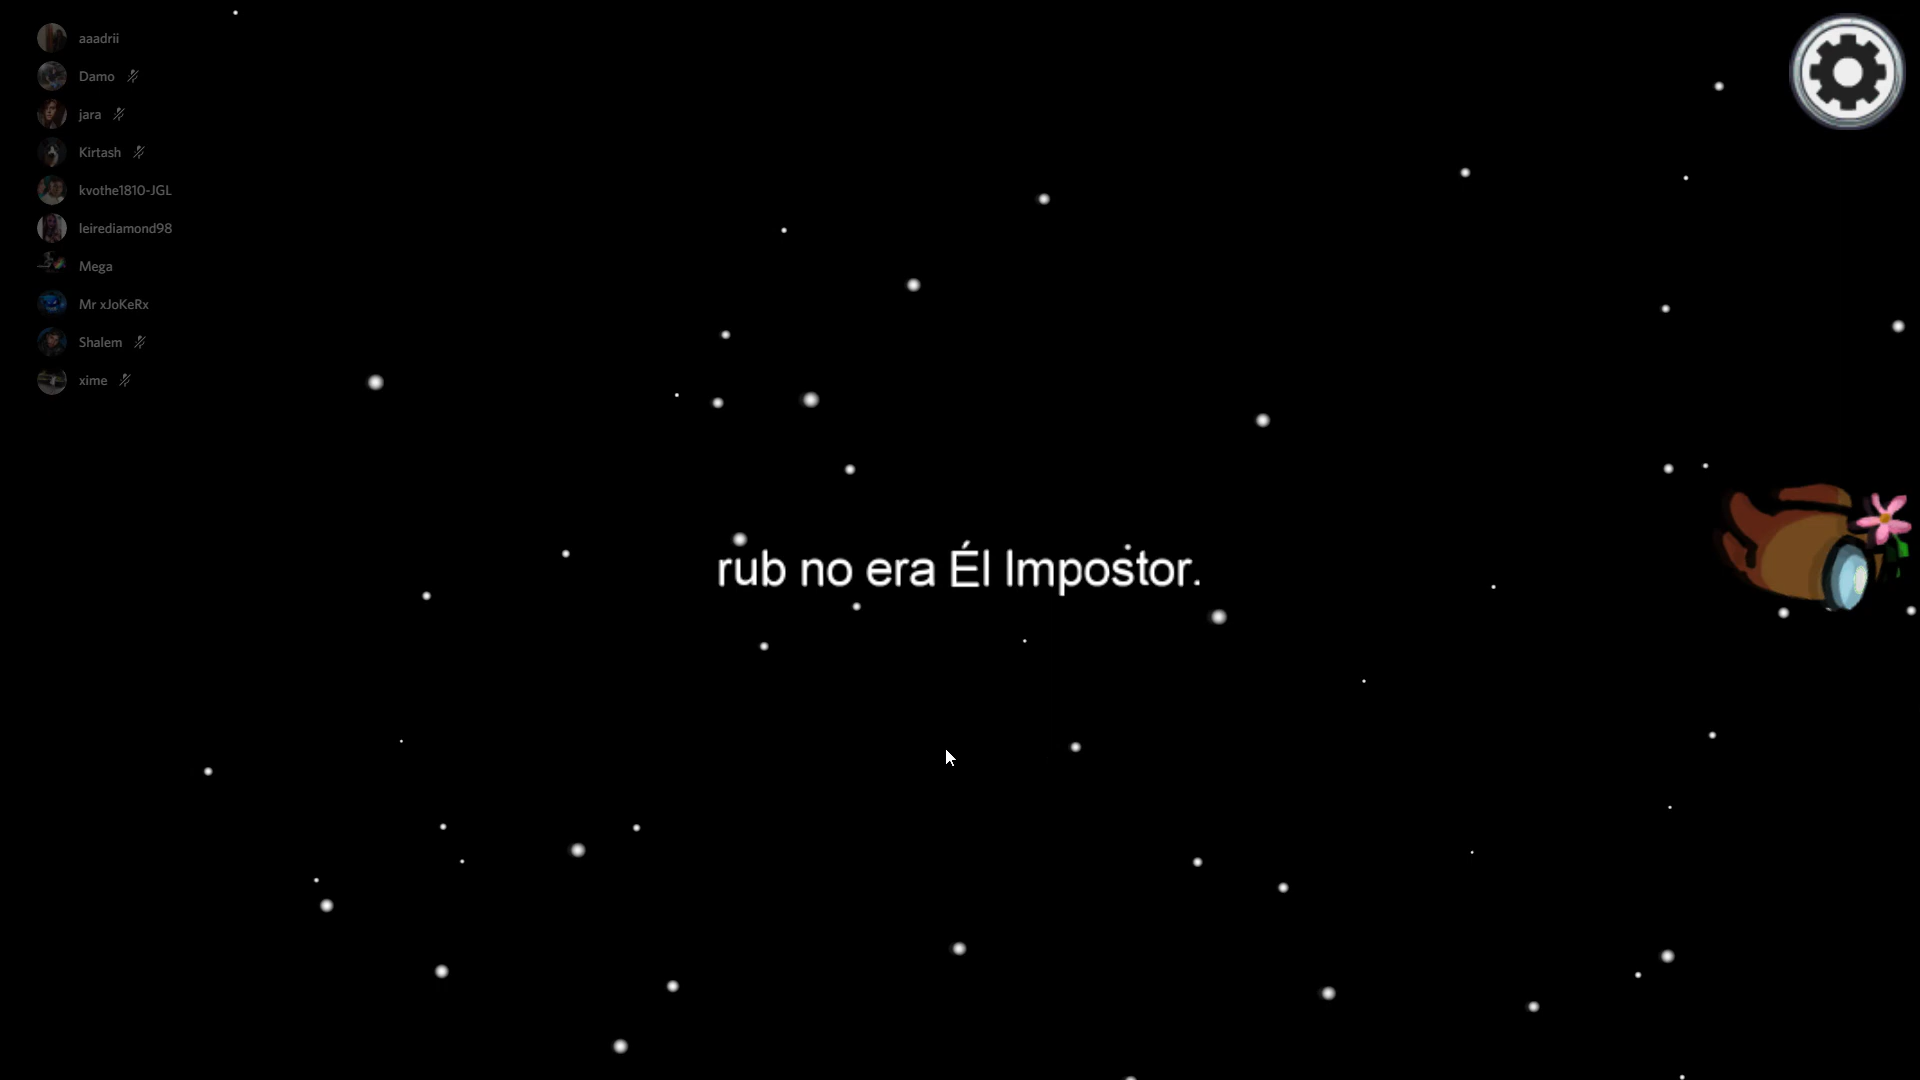 aaadrii
Damo
jara
Kirtash
kvothe1810-JGL
leirediamond98
Mega
Mr xJoKeRx
Shalem
xime
rub no era Él Impostor.